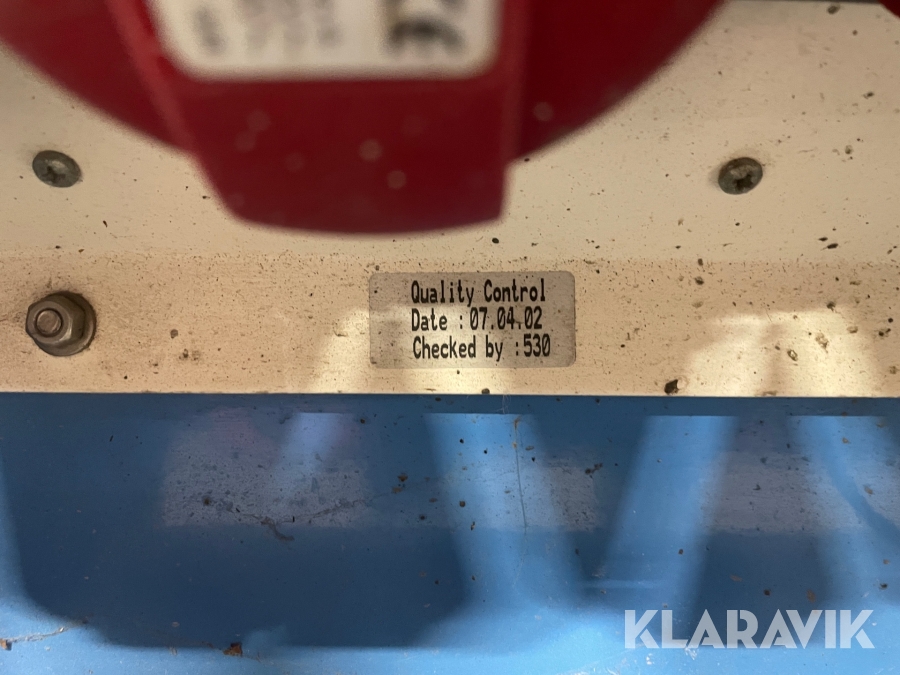 Quality Control
Date : 07.04.02
Checked by : 530
KLARAVIK